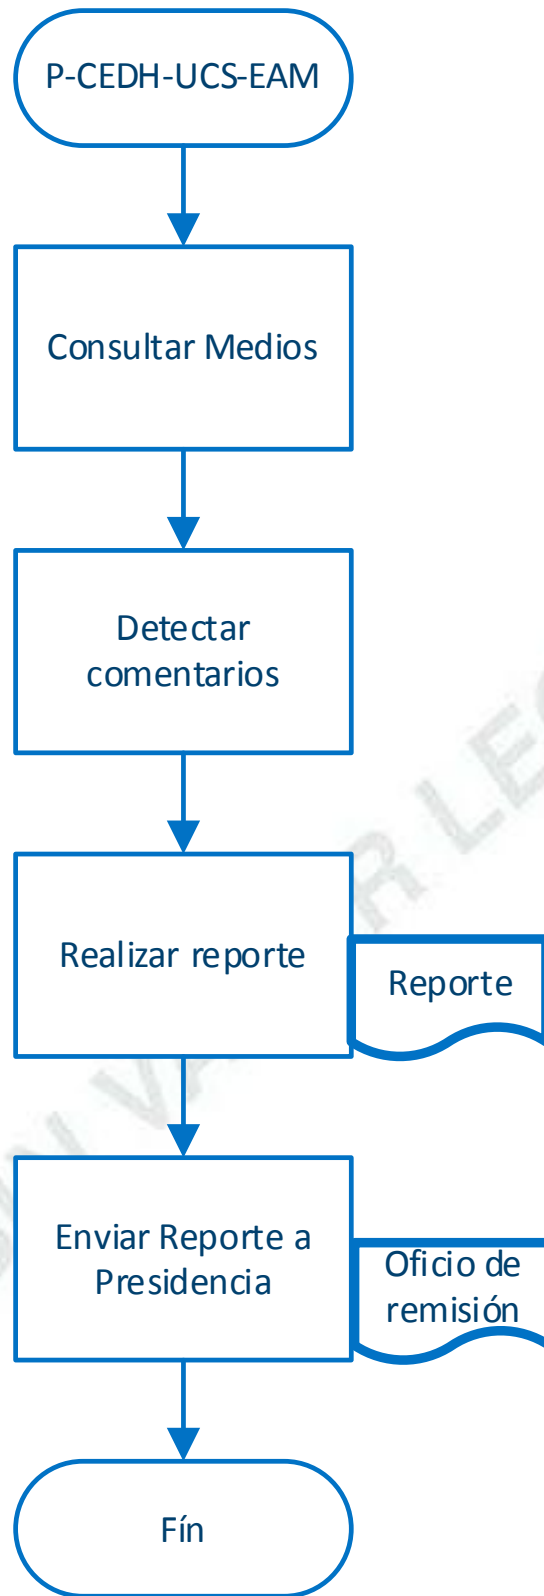 P-CEDH-UCS-EAM
Consultar Medios
Detectar
comentarios
Realizar reporte
Reporte
Enviar Reporte a
Presidencia
Oficio de
remisión
Fín